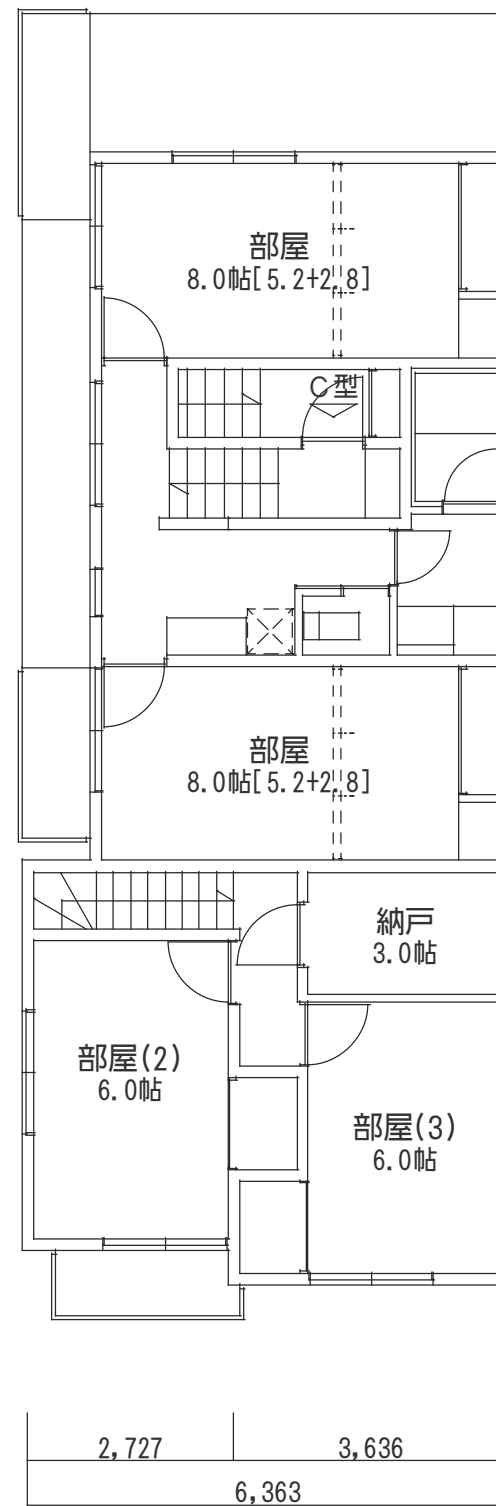 部屋
8.0帖[5.2+2.8]
C型
部屋
8.0帖[5.2+2.8]
納戸
3.0帖
部屋(2)
6.0帖
部屋(3)
6.0帖
2,727
3,636
6,363